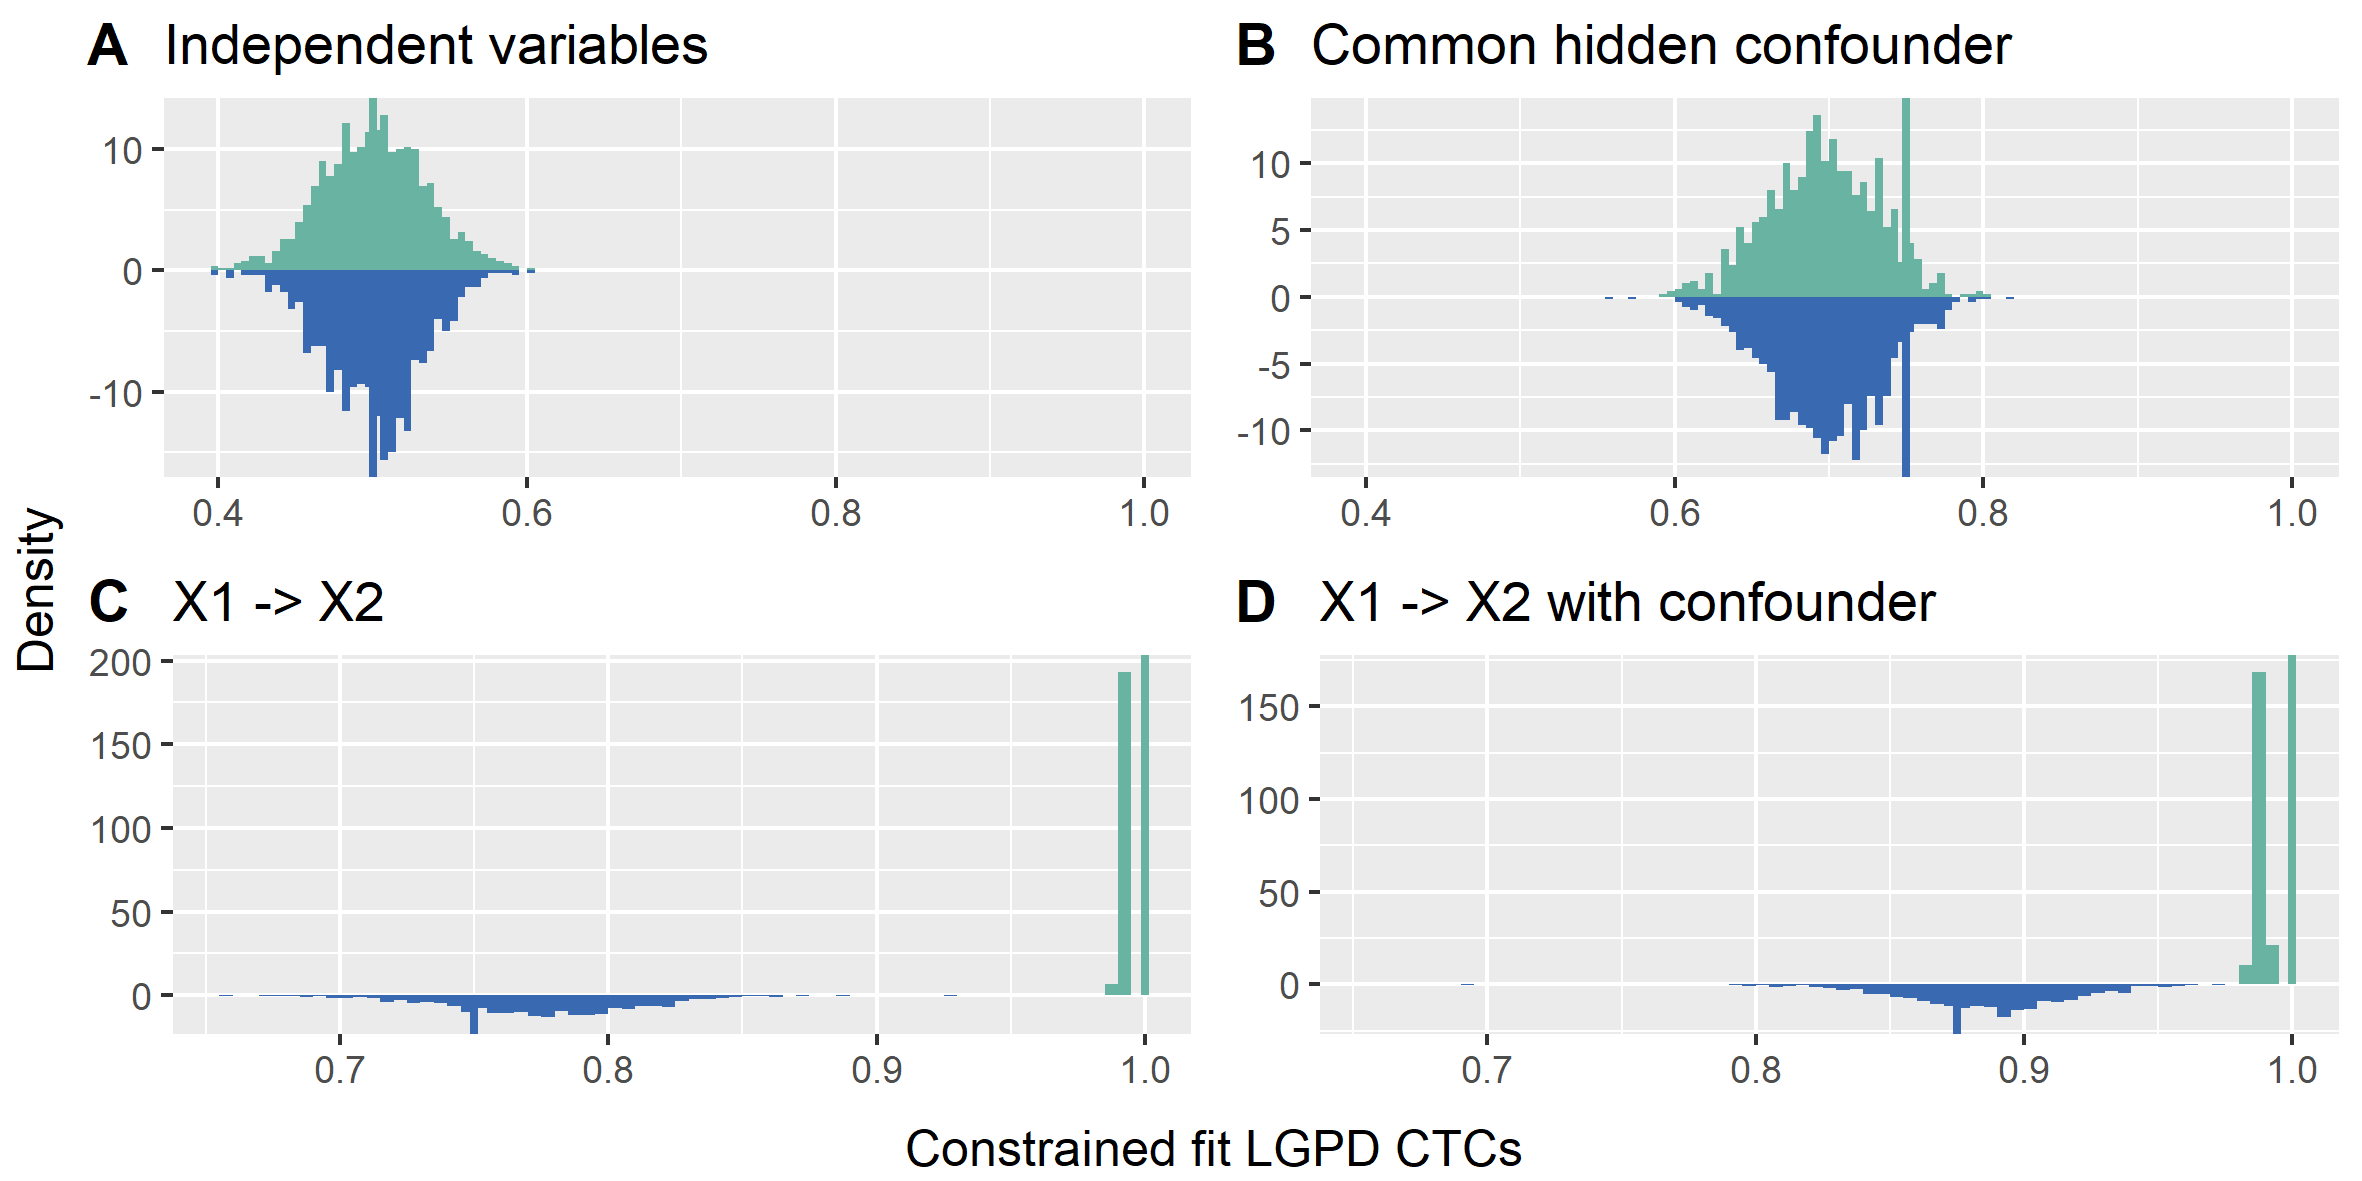 A Independent variables
10
0
-10
0.4 0.6 0.8 1.0
B Common hidden confounder
10
5
0
-5
-10
0.4 0.6 0.8 1.0
Density
C X1 -> X2
200
150
100
50
0
0.7 0.8 0.9 1.0
D X1 -> X2 with confounder
150
100
50
0
0.7 0.8 0.9 1.0
Constrained fit LGPD CTCs